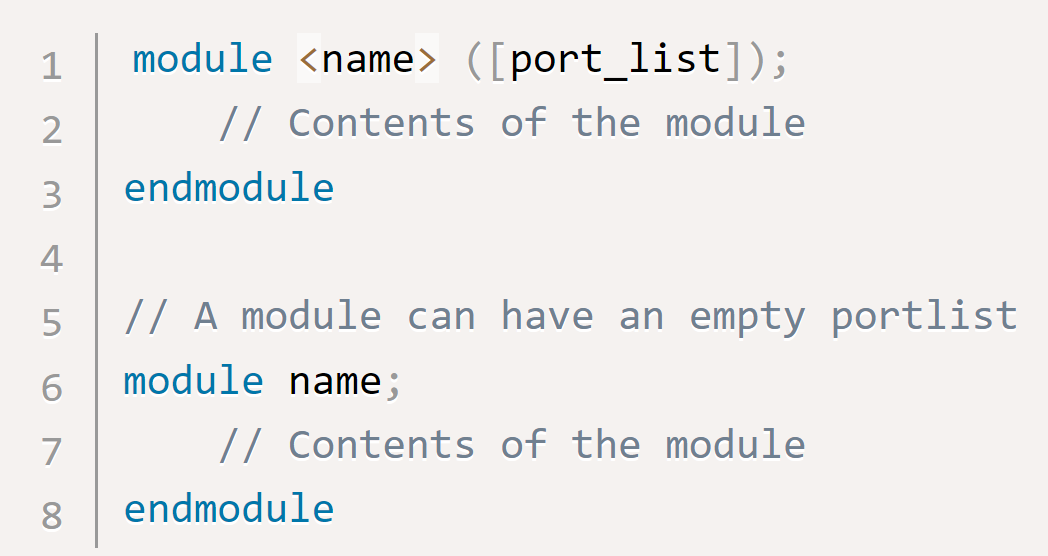 1 module <name> ([port_list]);
2 // Contents of the module
3 endmodule
4
5 // A module can have an empty portlist
6 module name;
7 // Contents of the module
8 endmodule